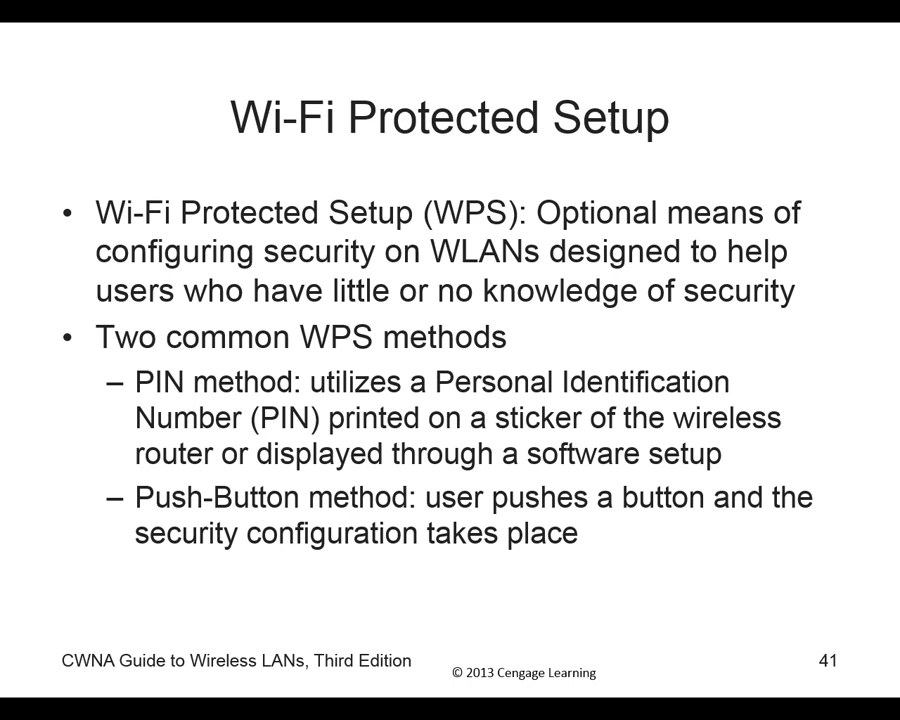 Wi-Fi Protected Setup
• Wi-Fi Protected Setup (WPS): Optional means of
configuring security on WLANs designed to help
users who have little or no knowledge of security
• Two common WPS methods
– PIN method: utilizes a Personal Identification
Number (PIN) printed on a sticker of the wireless
router or displayed through a software setup
– Push-Button method: user pushes a button and the
security configuration takes place
CWNA Guide to Wireless LANs, Third Edition
© 2013 Cengage Learning
41